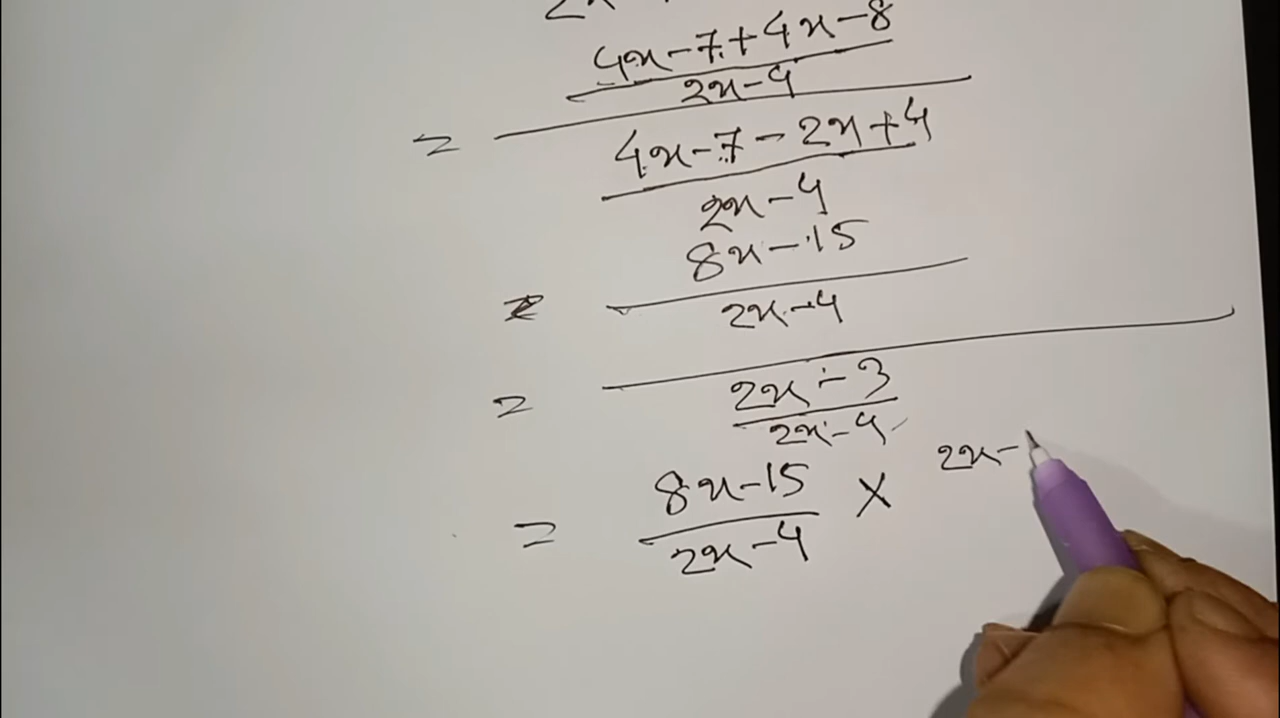 2x
4x-7+4x-8
2x-4
=
4x-7-2x+4
2x-4
8x-15
=
2x-4
=
2x-3
2x-4
8x-15 × 2x-
=
2x-4